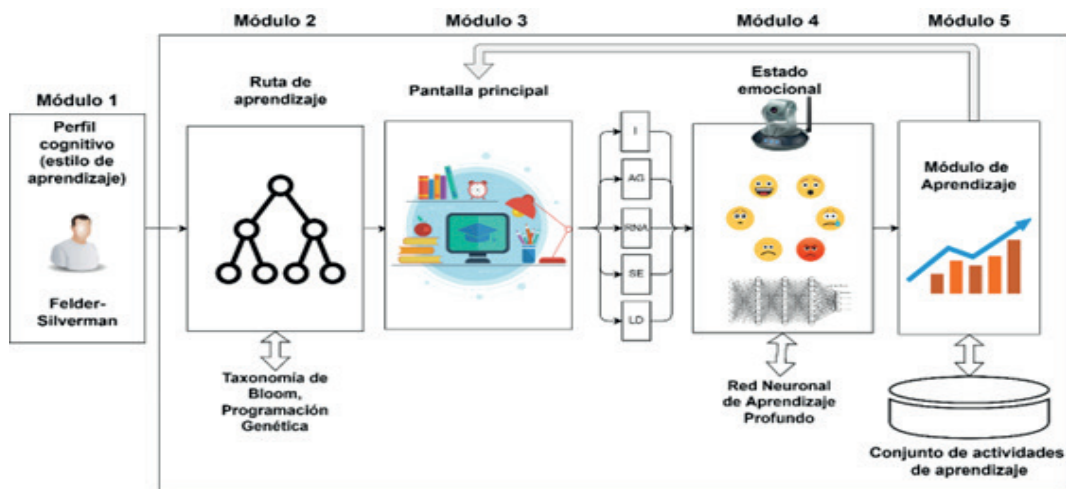 Módulo 1
Perfil
cognitivo
(estilo de
aprendizaje)
Felder-
Silverman
Módulo 2
Ruta de
aprendizaje
Taxonomía de
Bloom,
Programación
Genética
Módulo 3
Pantalla principal
I
AG
RNA
SE
LD
Módulo 4
Estado
emocional
Red Neuronal
de Aprendizaje
Profundo
Módulo 5
Módulo de
Aprendizaje
Conjunto de actividades
de aprendizaje